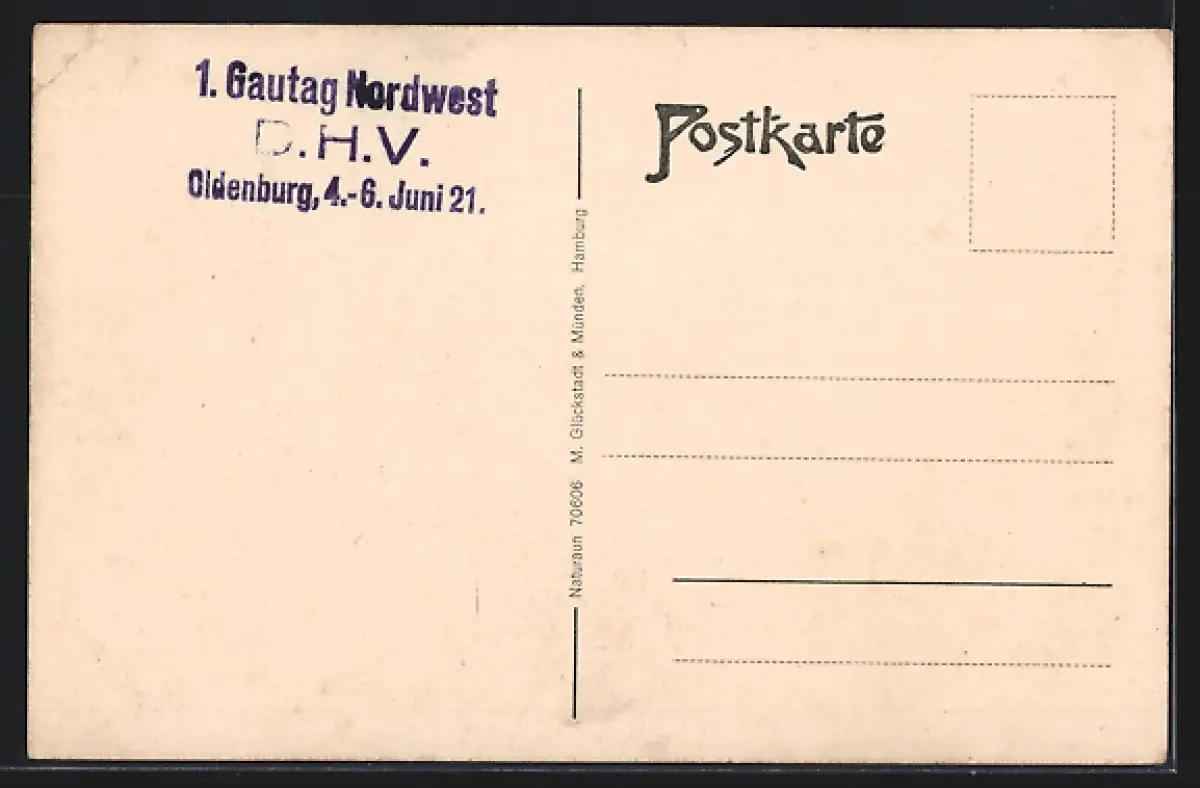 1. Gautag Nordwest
D.H.V.
Oldenburg, 4.-6. Juni 21.
Postkarte
Naturaun 70606 M. Glückstadt & Münden, Hamburg